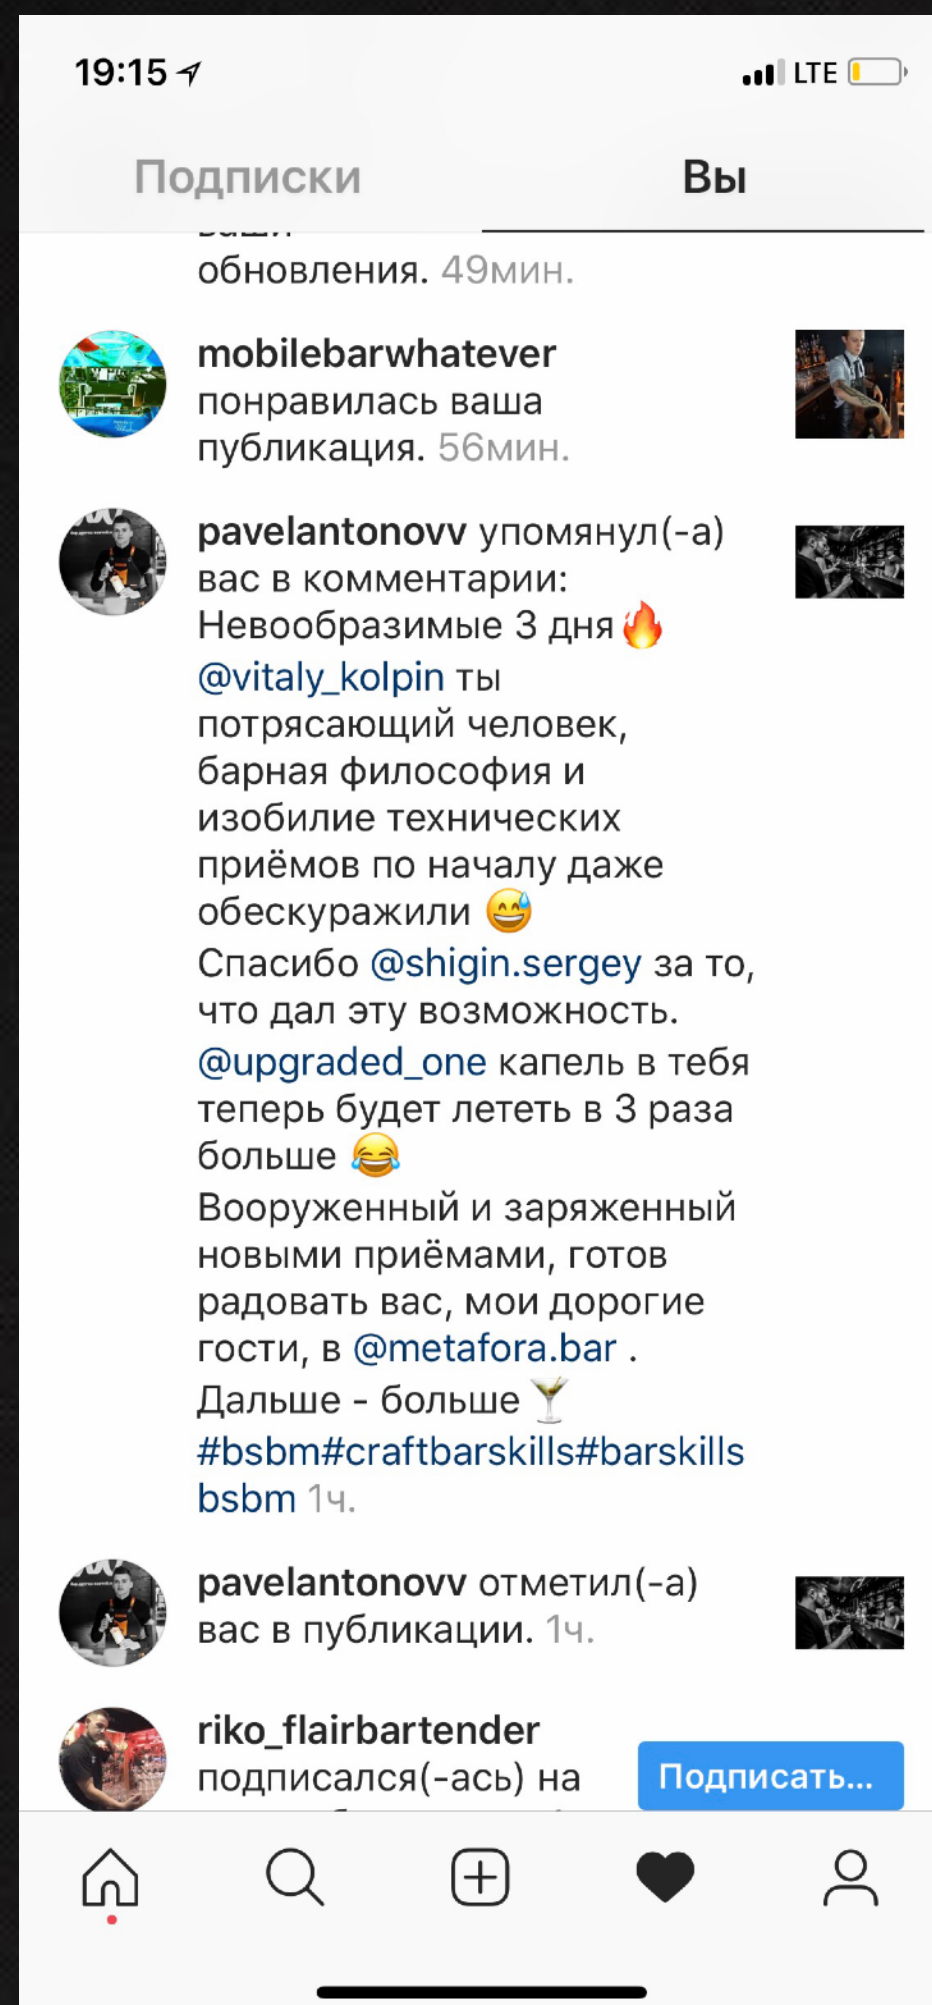 19:15
LTE
Подписки
Вы
ваши
обновления. 49мин.
mobilebarwhatever
понравилась ваша
публикация. 56мин.
pavelantonovv упомянул(-а)
вас в комментарии:
Невообразимые 3 дня🔥
@vitaly_kolpin ты
потрясающий человек,
барная философия и
изобилие технических
приёмов по началу даже
обескуражили 😅
Спасибо @shigin.sergey за то,
что дал эту возможность.
@upgraded_one капель в тебя
теперь будет лететь в 3 раза
больше 😂
Вооруженный и заряженный
новыми приёмами, готов
радовать вас, мои дорогие
гости, в @metafora.bar .
Дальше - больше 🍸
#bsbm#craftbarskills#barskills
bsbm 1ч.
pavelantonovv отметил(-а)
вас в публикации. 1ч.
riko_flairbartender
подписался(-ась) на
Подписать...